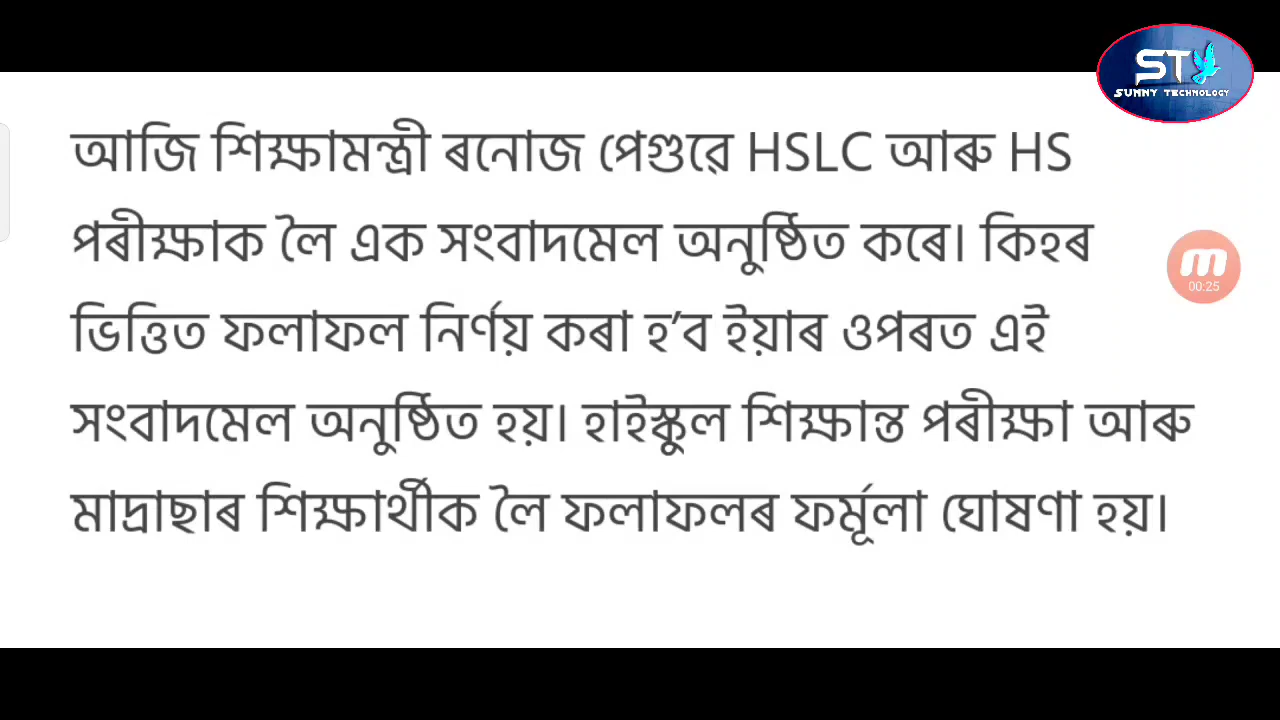 ST
SUNNY TECHNOLOGY
আজি শিক্ষামন্ত্ৰী ৰনোজ পেগুৱে HSLC আৰু HS
পৰীক্ষাক লৈ এক সংবাদমেল অনুষ্ঠিত কৰে। কিহৰ
00:25
ভিত্তিত ফলাফল নিৰ্ণয় কৰা হ’ব ইয়াৰ ওপৰত এই
সংবাদমেল অনুষ্ঠিত হয়। হাইস্কুল শিক্ষান্ত পৰীক্ষা আৰু
মাদ্ৰাছাৰ শিক্ষাৰ্থীক লৈ ফলাফলৰ ফৰ্মূলা ঘোষণা হয়।